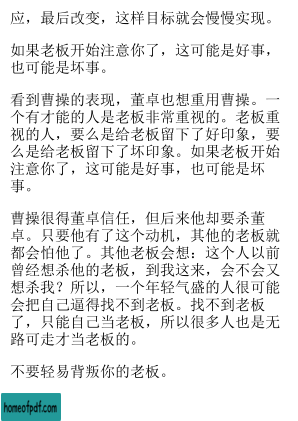 应，最后改变，这样目标就会慢慢实现。
如果老板开始注意你了，这可能是好事，
也可能是坏事。
看到曹操的表现，董卓也想重用曹操。一
个有才能的人是老板非常重视的。老板重
视的人，要么是给老板留下了好印象，要
么是给老板留下了坏印象。如果老板开始
注意你了，这可能是好事，也可能是坏
事。
曹操很得董卓信任，但后来他却要杀董
卓。只要他有了这个动机，其他的老板就
都会怕他了。其他老板会想：这个人以前
曾经想杀他的老板，到我这来，会不会又
想杀我？所以，一个年轻气盛的人很可能
会把自己逼得找不到老板。找不到老板
了，只能自己当老板，所以很多人也是无
路可走才当老板的。
不要轻易背叛你的老板。
homeofpdf.com